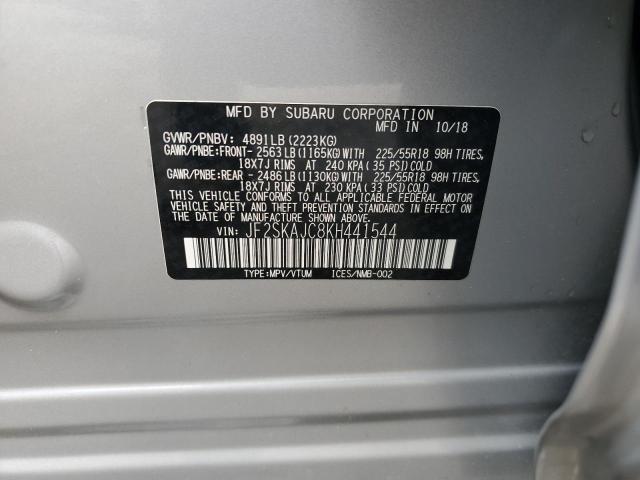 MFD BY SUBARU CORPORATION
MFD IN 10/18
GVWR/PNBV: 4891LB(2223KG)
GAWR/PNBE:FRONT- 2563LB(1165KG)WITH 225/55R18 98H TIRES,
18X7J RIMS AT 240 KPA( 35 PSI)COLD
GAWR/PNBE:REAR - 2486LB(1130KG)WITH 225/55R18 98H TIRES,
18X7J RIMS AT 230 KPA( 33 PSI)COLD
THIS VEHICLE CONFORMS TO ALL APPLICABLE FEDERAL MOTOR
VEHICLE SAFETY AND THEFT PREVENTION STANDARDS IN EFFECT
ON THE DATE OF MANUFACTURE SHOWN ABOVE.
VIN: JF2SKAJC8KH441544
TYPE:MPV/VTUM ICES/NMB-002